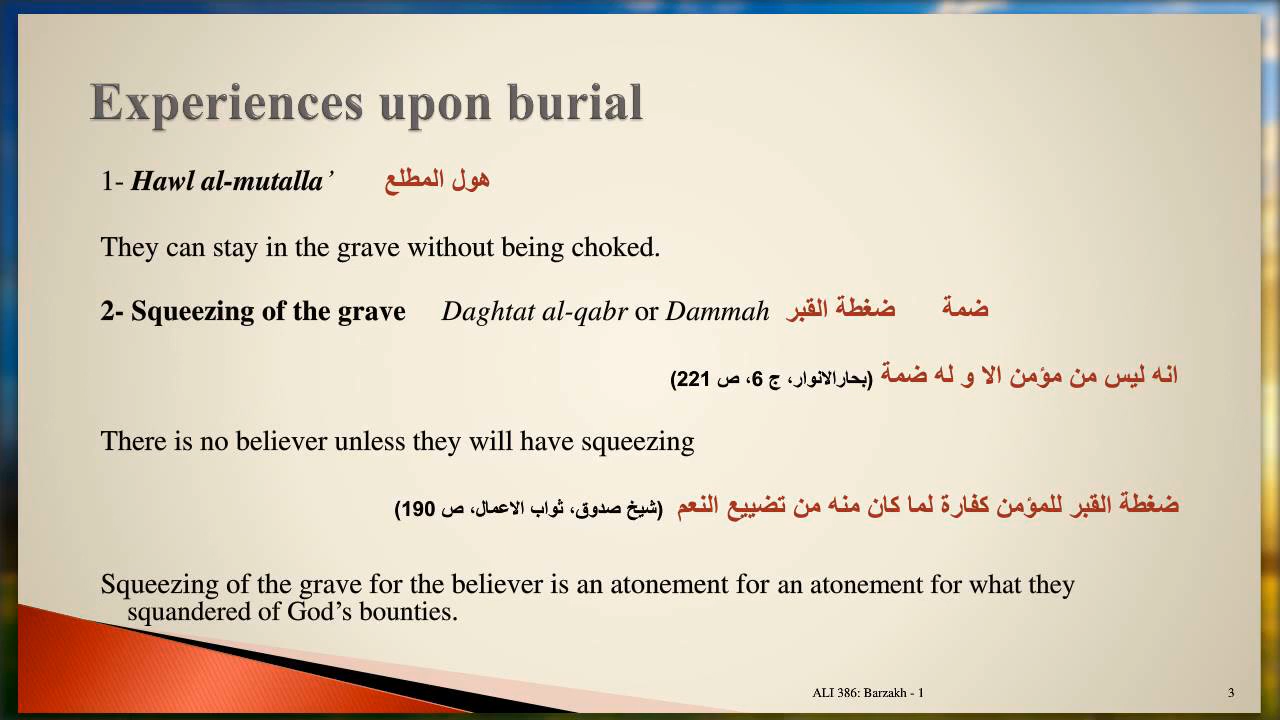 Experiences upon burial
1- Hawl al-mutalla’ هول المطلع
They can stay in the grave without being choked.
2- Squeezing of the grave Daghtat al-qabr or Dammah ضغطة القبر ضمة
انه ليس من مؤمن الا و له ضمة (بحارالانوار، ج 6، ص 221)
There is no believer unless they will have squeezing
ضغطة القبر للمؤمن كفارة لما كان منه من تضييع النعم (شيخ صدوق، ثواب الاعمال، ص 190)
Squeezing of the grave for the believer is an atonement for an atonement for what they
squandered of God’s bounties.
ALI 386: Barzakh - 1 3